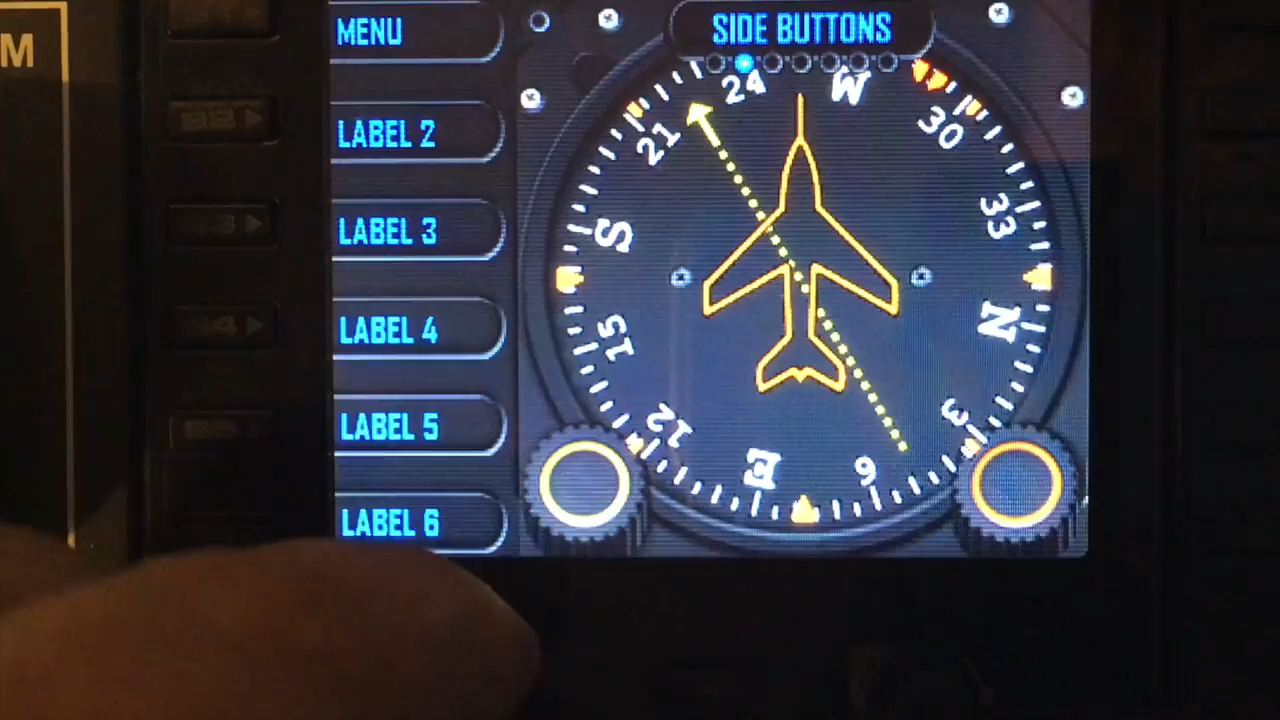 M
MENU
SIDE BUTTONS
LABEL 2
LABEL 3
LABEL 4
LABEL 5
LABEL 6
24
W
30
21
33
S
N
15
12
3
E
6